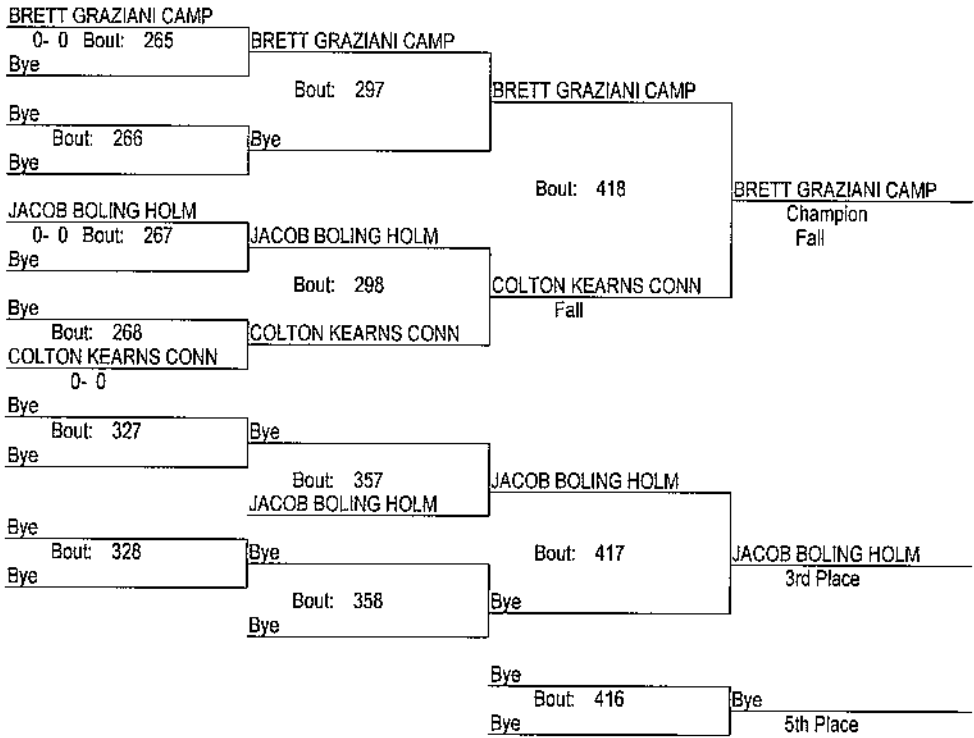 BRETT GRAZIANI CAMP
0- 0 Bout: 265
BRETT GRAZIANI CAMP
Bye
Bout: 297
BRETT GRAZIANI CAMP
Bye
Bout: 266
Bye
Bye
Bout: 418
BRETT GRAZIANI CAMP
Champion
Fall
JACOB BOLING HOLM
0- 0 Bout: 267
JACOB BOLING HOLM
Bye
Bout: 298
COLTON KEARNS CONN
Fall
Bye
Bout: 268
COLTON KEARNS CONN
COLTON KEARNS CONN
0- 0
Bye
Bout: 327
Bye
Bye
Bout: 357
JACOB BOLING HOLM
JACOB BOLING HOLM
Bye
Bout: 328
Bye
Bye
Bout: 417
JACOB BOLING HOLM
3rd Place
Bout: 358
Bye
Bye
Bye
Bout: 416
Bye
Bye
5th Place